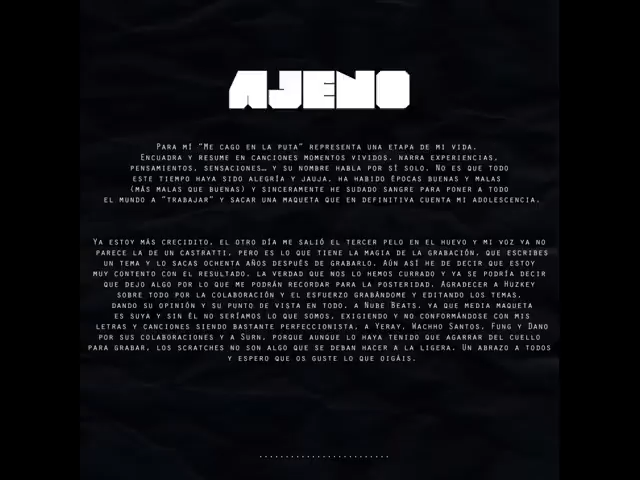 AJENO
Para mí "Me cago en la puta" representa una etapa de mi vida.
Encuadra y resume en canciones momentos vividos, narra experiencias,
pensamientos, sensaciones… y su nombre habla por sí solo. No es que todo
este tiempo haya sido alegría y jauja, ha habido épocas buenas y malas
(más malas que buenas) y sinceramente he sudado sangre para poner a todo
el mundo a "trabajar" y sacar una maqueta que en definitiva cuenta mi adolescencia.
Ya estoy más crecidito, el otro día me salió el tercer pelo en el huevo y mi voz ya no
parece la de un castratti, pero es lo que tiene la magia de la grabación, que escribes
un tema y lo sacas ochenta años después de grabarlo. Aún así he de decir que estoy
muy contento con el resultado, la verdad que nos lo hemos currado y ya se podría decir
que dejo algo por lo que me podrán recordar para la posteridad. Agradecer a Huzkey
sobre todo por la colaboración y el esfuerzo grabándome y editando los temas,
dando su opinión y su punto de vista en todo, a Nube Beats, ya que media maqueta
es suya y sin él no seríamos lo que somos, exigiendo y no conformándose con mis
letras y canciones siendo bastante perfeccionista, a Yeray, Wachho Santos, Fung y Dano
por sus colaboraciones y a Surn, porque aunque lo haya tenido que agarrar del cuello
para grabar, los scratches no son algo que se deban hacer a la ligera. Un abrazo a todos
y espero que os guste lo que digáis.
.........................